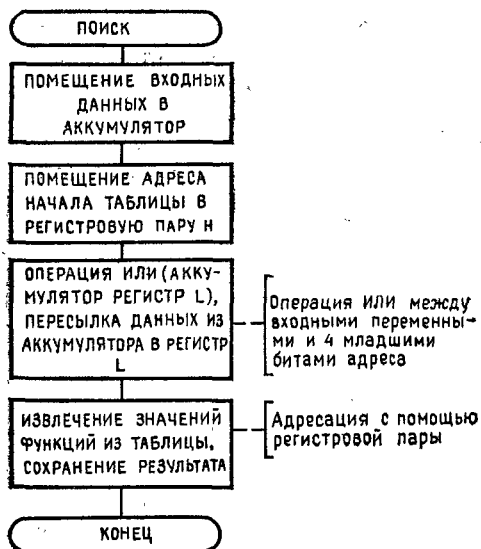 ПОИСК
ПОМЕЩЕНИЕ ВХОДНЫХ
ДАННЫХ В
АККУМУЛЯТОР
ПОМЕЩЕНИЕ АДРЕСА
НАЧАЛА ТАБЛИЦЫ В
РЕГИСТРОВУЮ ПАРУ Н
ОПЕРАЦИЯ ИЛИ (АККУ-
МУЛЯТОР РЕГИСТР L),
ПЕРЕСЫЛКА ДАННЫХ ИЗ
АККУМУЛЯТОРА В РЕГИСТР
L
Операция ИЛИ между
входными переменны-
ми и 4 младшими
битами адреса
ИЗВЛЕЧЕНИЕ ЗНАЧЕНИЙ
ФУНКЦИЙ ИЗ ТАБЛИЦЫ,
СОХРАНЕНИЕ РЕЗУЛЬТАТА
Адресация с помощью
регистровой пары
КОНЕЦ